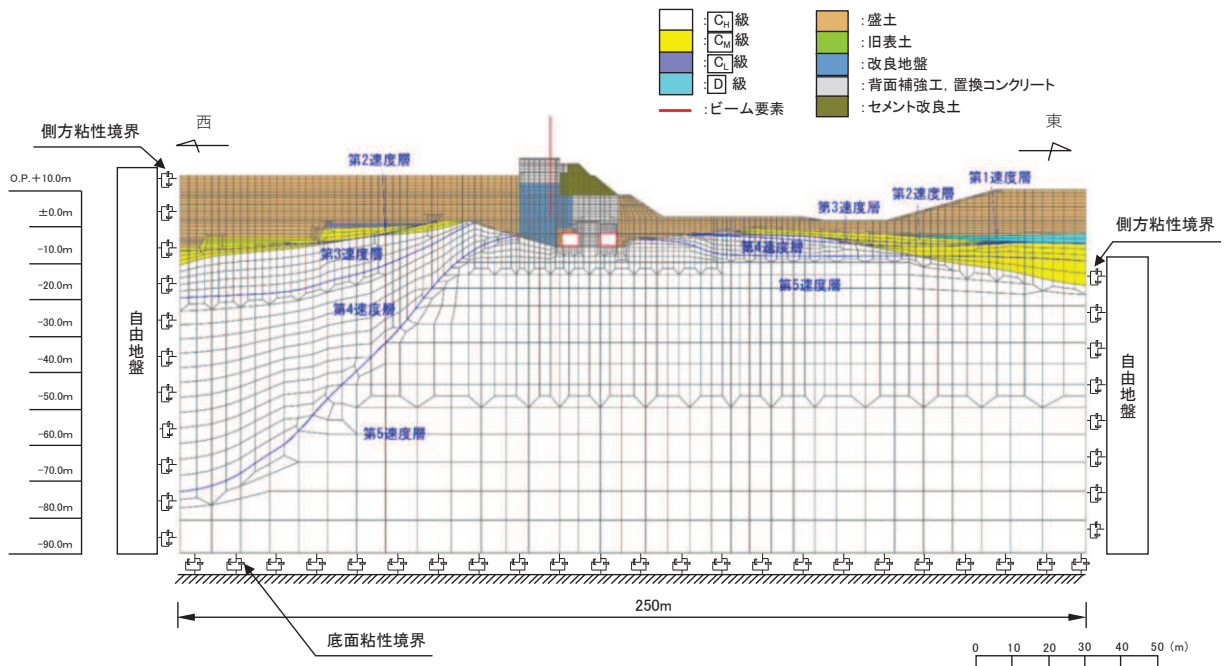 :CH級
:CM級
:CL級
:D 級
:ビーム要素
:盛土
:旧表土
:改良地盤
:背面補強工, 置換コンクリート
:セメント改良土
西
東
側方粘性境界
側方粘性境界
O.P.+10.0m
±0.0m
-10.0m
-20.0m
-30.0m
-40.0m
-50.0m
-60.0m
-70.0m
-80.0m
-90.0m
自由地盤
自由地盤
第2速度層
第3速度層
第4速度層
第5速度層
第1速度層
第2速度層
第3速度層
第4速度層
第5速度層
250m
底面粘性境界
0 10 20 30 40 50 (m)